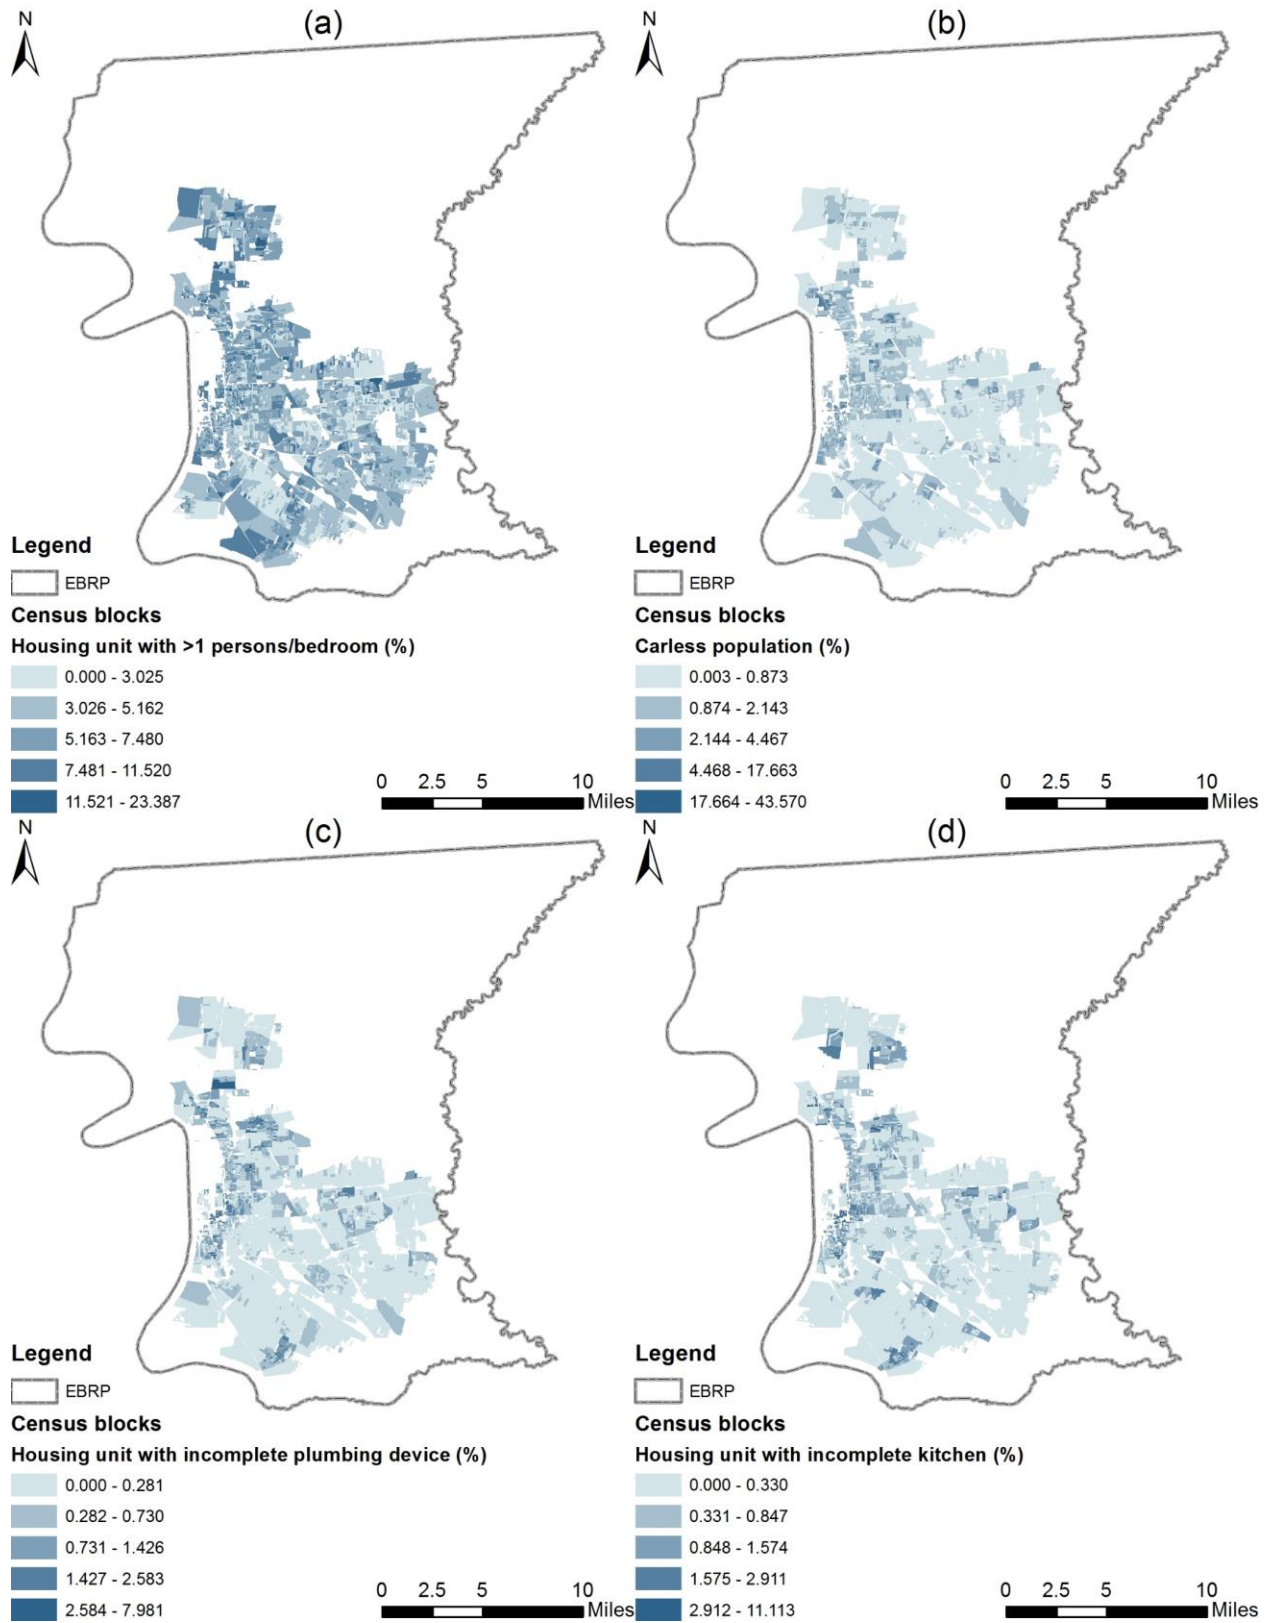 N
(a)
Legend
EBRP
Census blocks
Housing unit with >1 persons/bedroom (%)
0.000 - 3.025
3.026 - 5.162
5.163 - 7.480
7.481 - 11.520
11.521 - 23.387
0 2.5 5 10
Miles
N
(b)
Legend
EBRP
Census blocks
Carless population (%)
0.003 - 0.873
0.874 - 2.143
2.144 - 4.467
4.468 - 17.663
17.664 - 43.570
0 2.5 5 10
Miles
N
(c)
Legend
EBRP
Census blocks
Housing unit with incomplete plumbing device (%)
0.000 - 0.281
0.282 - 0.730
0.731 - 1.426
1.427 - 2.583
2.584 - 7.981
0 2.5 5 10
Miles
N
(d)
Legend
EBRP
Census blocks
Housing unit with incomplete kitchen (%)
0.000 - 0.330
0.331 - 0.847
0.848 - 1.574
1.575 - 2.911
2.912 - 11.113
0 2.5 5 10
Miles